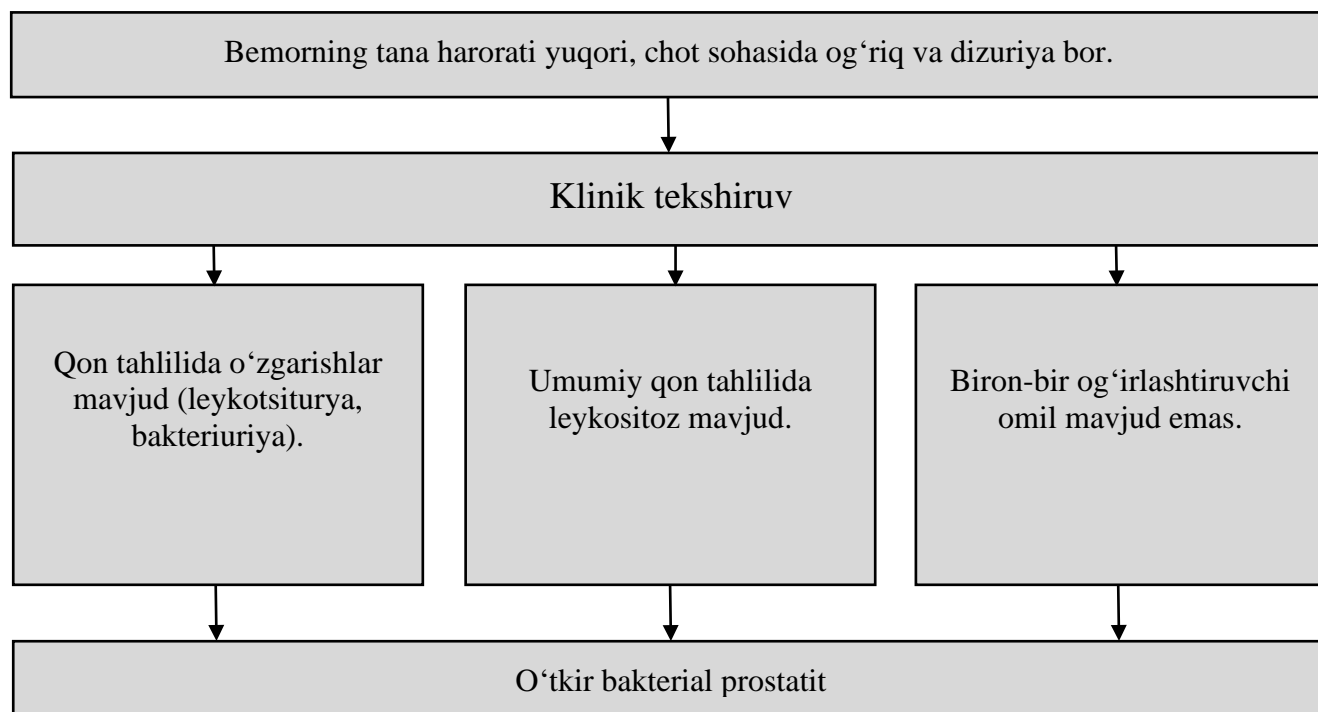 Bemorning tana harorati yuqori, chot sohasida og‘riq va dizuriya bor.
Klinik tekshiruv
Qon tahlilida o‘zgarishlar
mavjud (leykotsiturya,
bakteriuriya).
Umumiy qon tahlilida
leykositoz mavjud.
Biron-bir og‘irlashtiruvchi
omil mavjud emas.
O‘tkir bakterial prostatit